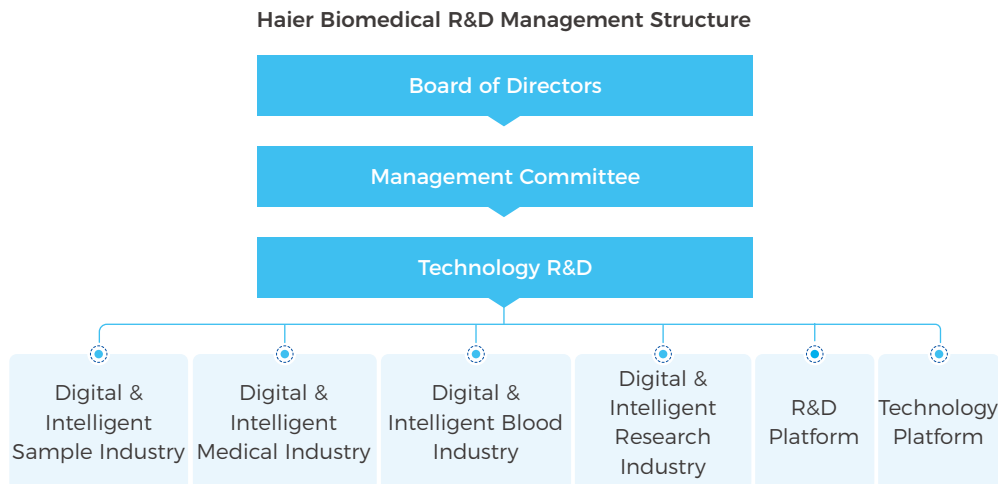 Haier Biomedical R&D Management Structure
Board of Directors
Management Committee
Technology R&D
Digital &
Intelligent
Sample Industry
Digital &
Intelligent
Medical Industry
Digital &
Intelligent Blood
Industry
Digital &
Intelligent
Research
Industry
R&D
Platform
Technology
Platform